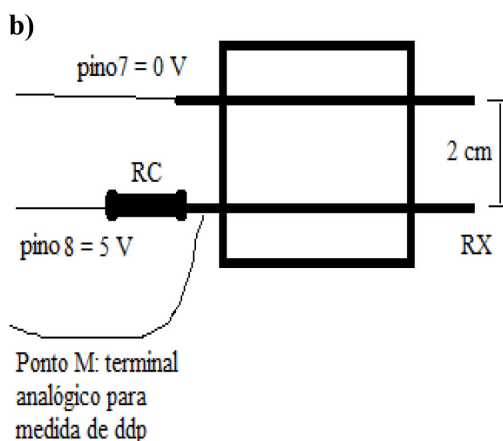 b)
pino7 = 0 V
RC
2 cm
pino 8 = 5 V
RX
Ponto M: terminal
analógico para
medida de ddp